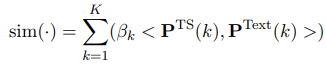 sim(·) = ∑_{k=1}^{K} (β_k < 𝐏^{TS}(k), 𝐏^{Text}(k) >)